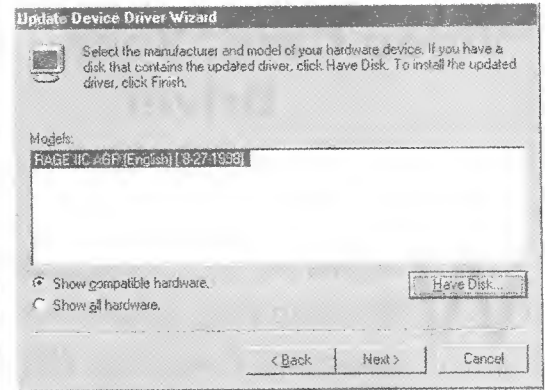 Update Device Driver Wizard
Select the manufacturer and model of your hardware device. If you have a
disk that contains the updated driver, click Have Disk. To install the updated
driver, click Finish.
Models:
RAGE IIC AGP (English) [ 8-27-1998]
Show compatible hardware.
Have Disk...
Show all hardware.
< Back
Next >
Cancel